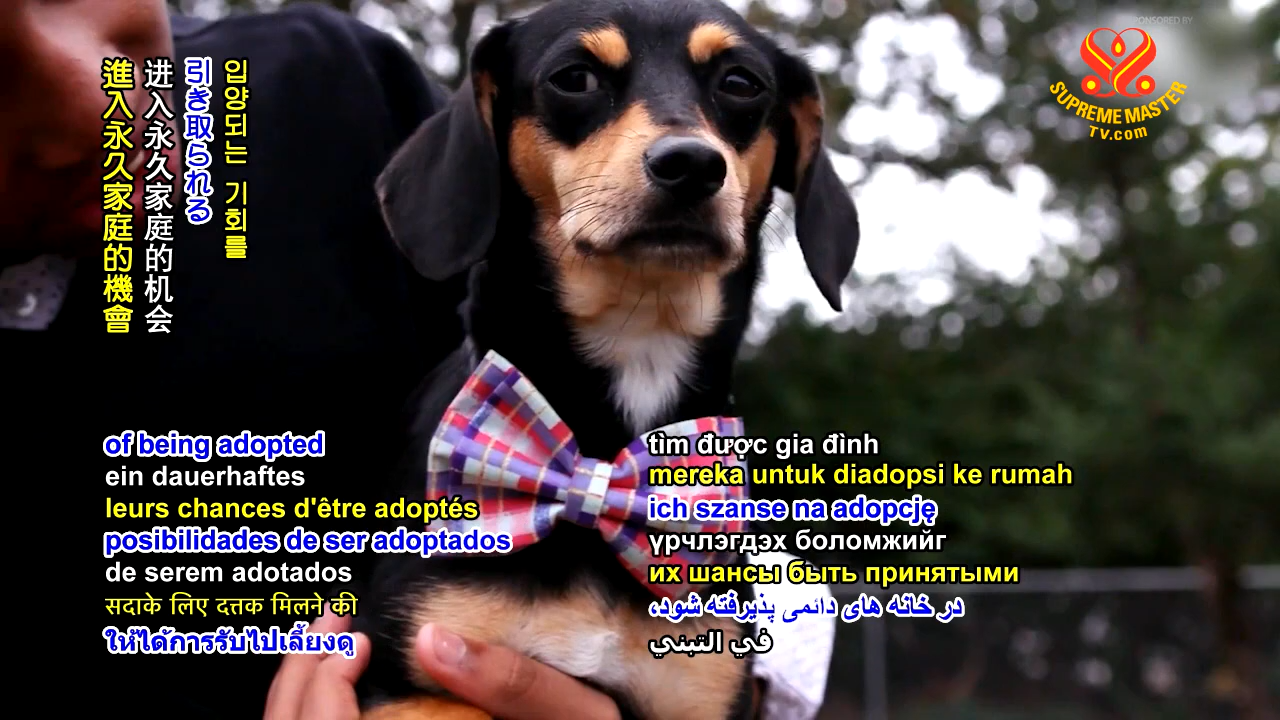 SPONSORED BY
SUPREME MASTER
TV.com
進入永久家庭的機會
进入永久家庭的机会
引き取られる
입양되는 기회를
of being adopted
ein dauerhaftes
leurs chances d'être adoptés
posibilidades de ser adoptados
de serem adotados
सदाके लिए दत्तक मिलने की
ให้ได้การรับไปเลี้ยงดู
tìm được gia đình
mereka untuk diadopsi ke rumah
ich szanse na adopcję
үрчлэгдэх боломжийг
их шансы быть принятыми
در خانه های دائمی پذیرفته شود،
في التبني